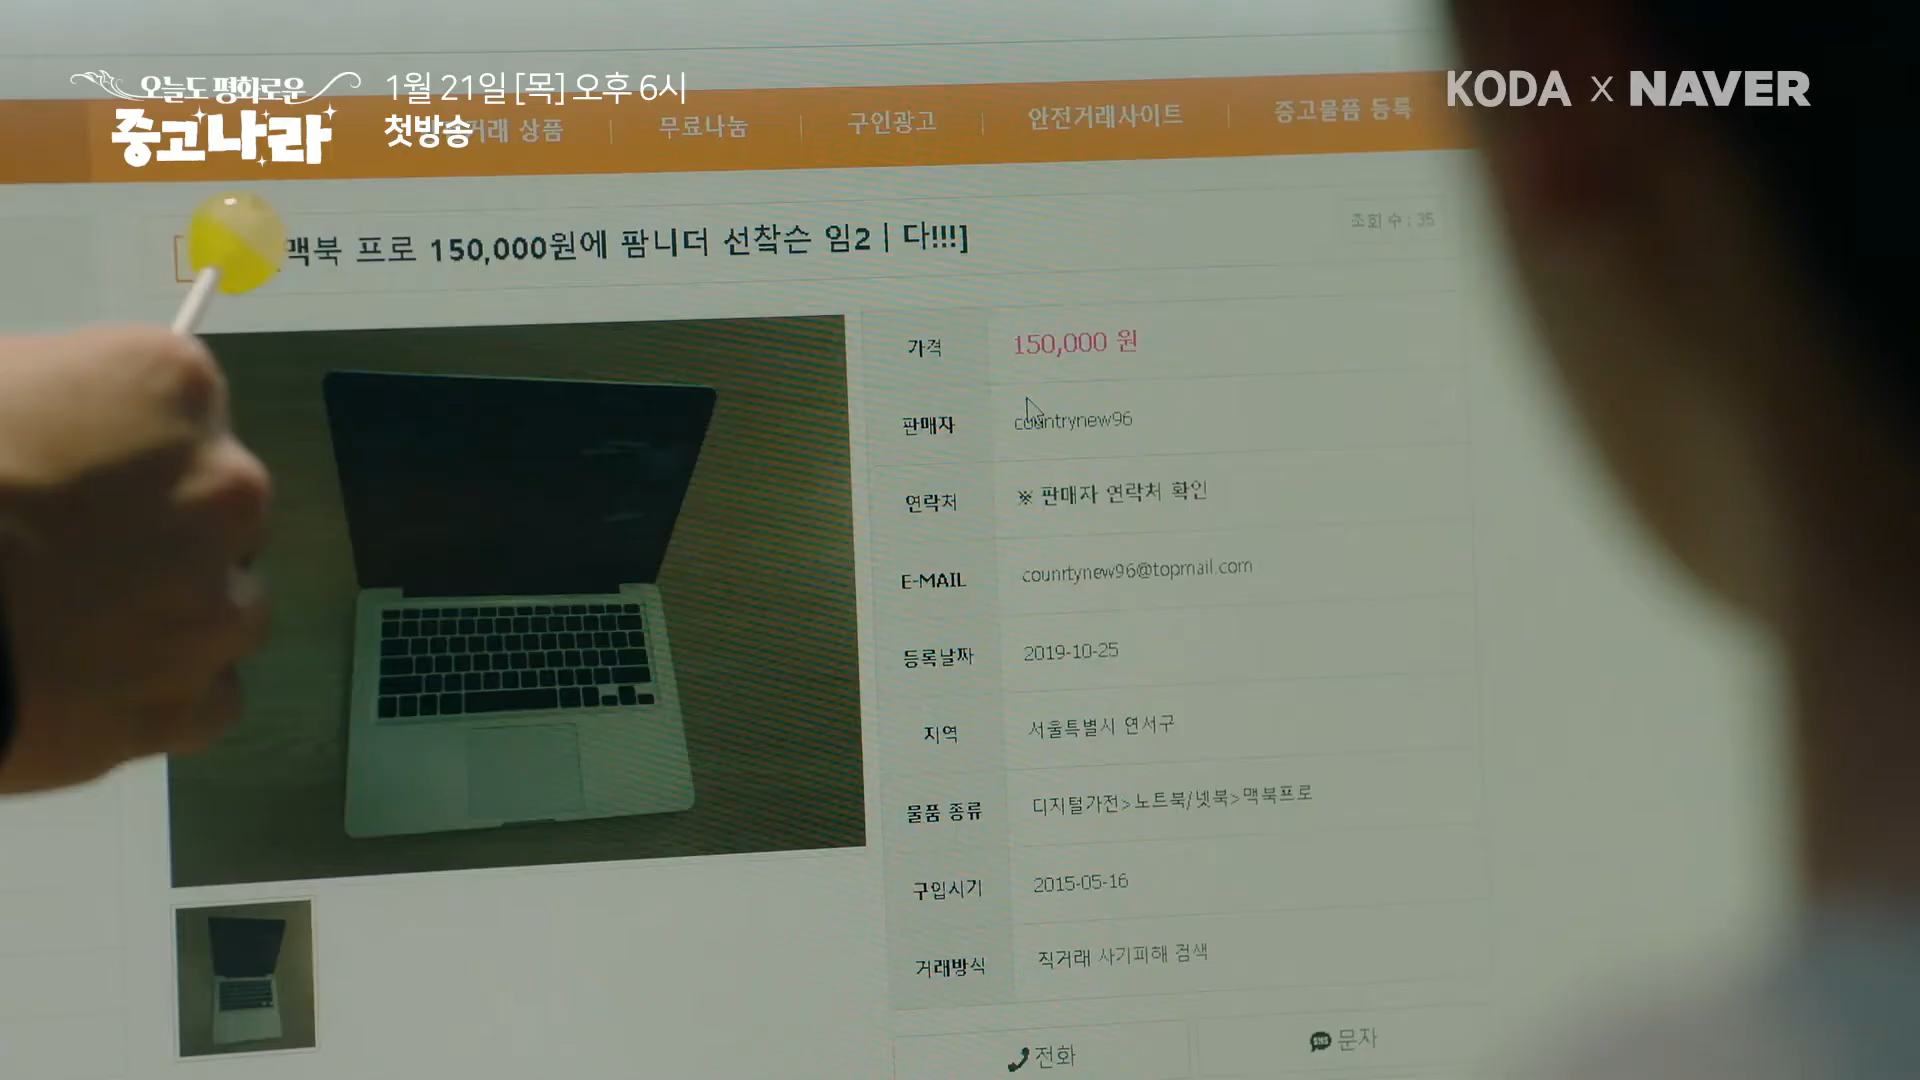 오늘도 평화로운
중고나라
1월 21일 [목] 오후 6시
첫방송
KODA x NAVER
거래 상품 | 무료나눔 | 구인광고 | 안전거래사이트 | 중고물품 등록
맥북 프로 150,000원에 팜니더 선찾슨 임2 | 다!!!]
조회 수 : 35
가격 150,000 원
판매자 countrynew96
연락처 ※ 판매자 연락처 확인
E-MAIL counrtynew96@topmail.com
등록날짜 2019-10-25
지역 서울특별시 연서구
물품 종류 디지털가전>노트북/넷북>맥북프로
구입시기 2015-05-16
거래방식 직거래 사기피해 검색
전화
SMS 문자